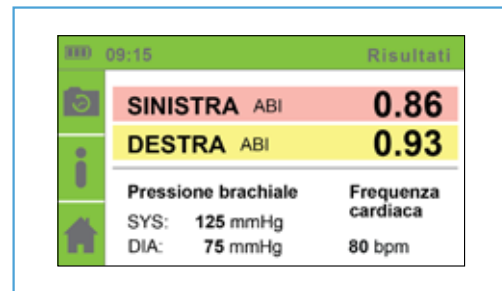 09:15 Risultati
SINISTRA ABI 0.86
DESTRA ABI 0.93
Pressione brachiale
SYS: 125 mmHg
DIA: 75 mmHg
Frequenza
cardiaca
80 bpm